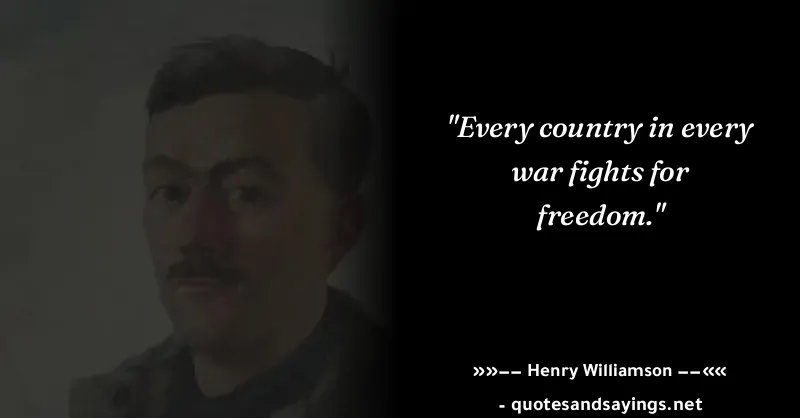 "Every country in every
war fights for
freedom."
»»—— Henry Williamson ——««
- quotesandsayings.net